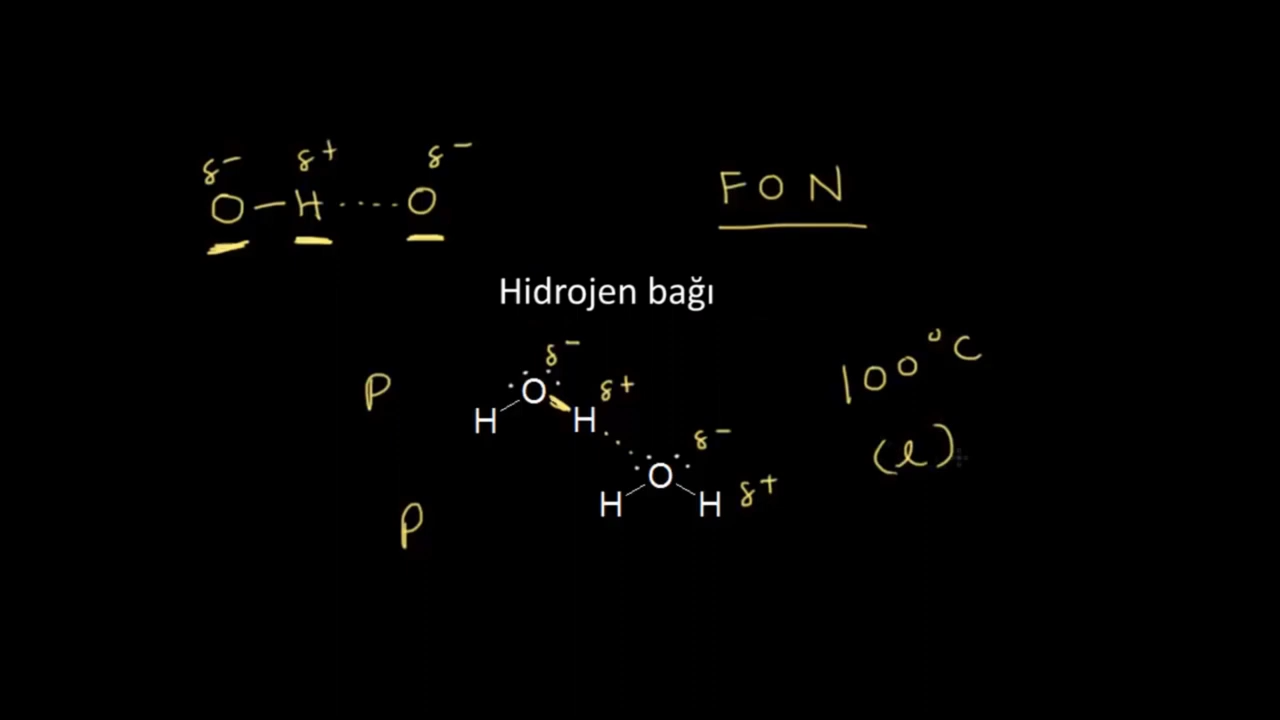 δ- δ+ δ-
O-H....O
FON
Hidrojen bağı
δ-
P
O
δ+
H H
100°C
δ-
(l)
O
δ+
H H
P